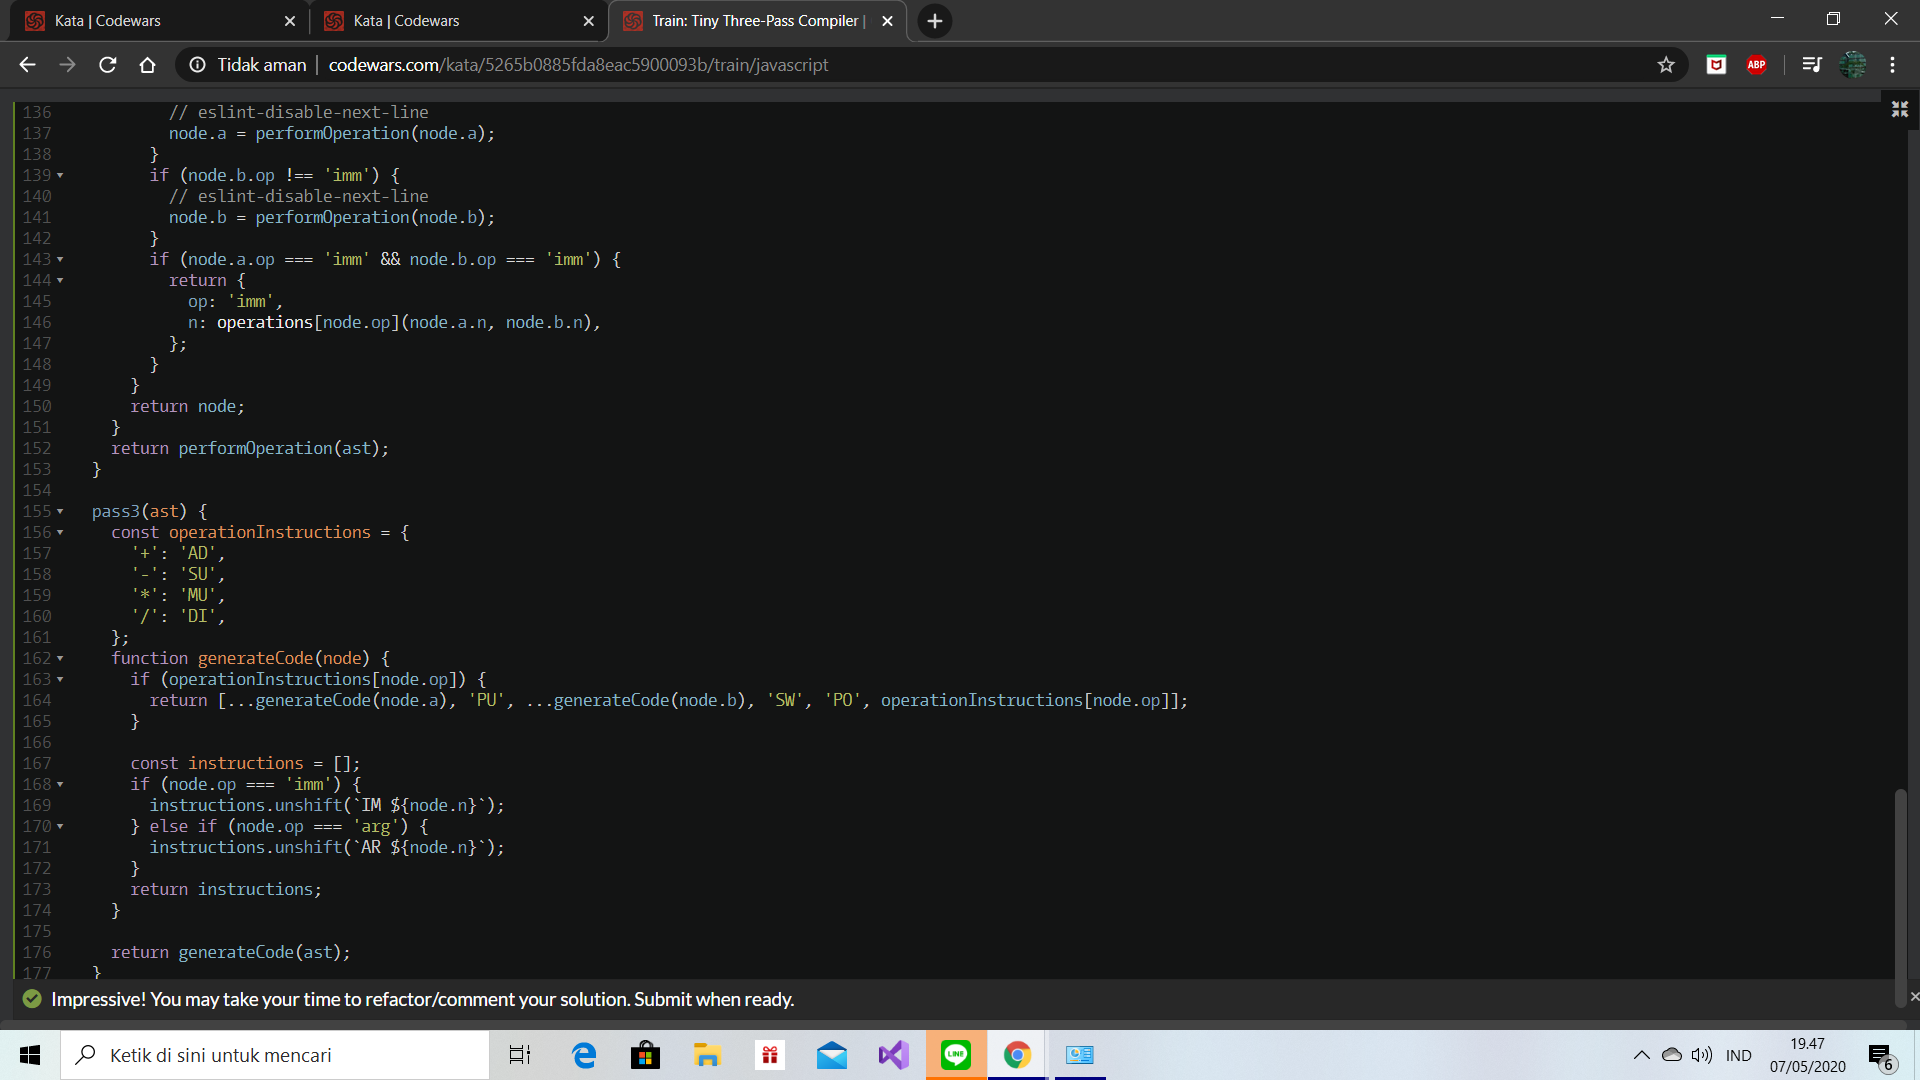 Kata | Codewars
Kata | Codewars
Train: Tiny Three-Pass Compiler |
Tidak aman | codewars.com/kata/5265b0885fda8eac5900093b/train/javascript
ABP
136 // eslint-disable-next-line
137 node.a = performOperation(node.a);
138 }
139 if (node.b.op !== 'imm') {
140 // eslint-disable-next-line
141 node.b = performOperation(node.b);
142 }
143 if (node.a.op === 'imm' && node.b.op === 'imm') {
144 return {
145 op: 'imm',
146 n: operations[node.op](node.a.n, node.b.n),
147 };
148 }
149 }
150 return node;
151 }
152 return performOperation(ast);
153 }
154
155 pass3(ast) {
156 const operationInstructions = {
157 '+': 'AD',
158 '-': 'SU',
159 '*': 'MU',
160 '/': 'DI',
161 };
162 function generateCode(node) {
163 if (operationInstructions[node.op]) {
164 return [...generateCode(node.a), 'PU', ...generateCode(node.b), 'SW', 'PO', operationInstructions[node.op]];
165 }
166
167 const instructions = [];
168 if (node.op === 'imm') {
169 instructions.unshift(`IM ${node.n}`);
170 } else if (node.op === 'arg') {
171 instructions.unshift(`AR ${node.n}`);
172 }
173 return instructions;
174 }
175
176 return generateCode(ast);
177 }
Impressive! You may take your time to refactor/comment your solution. Submit when ready.
Ketik di sini untuk mencari
LINE
IND
19.47
07/05/2020
6